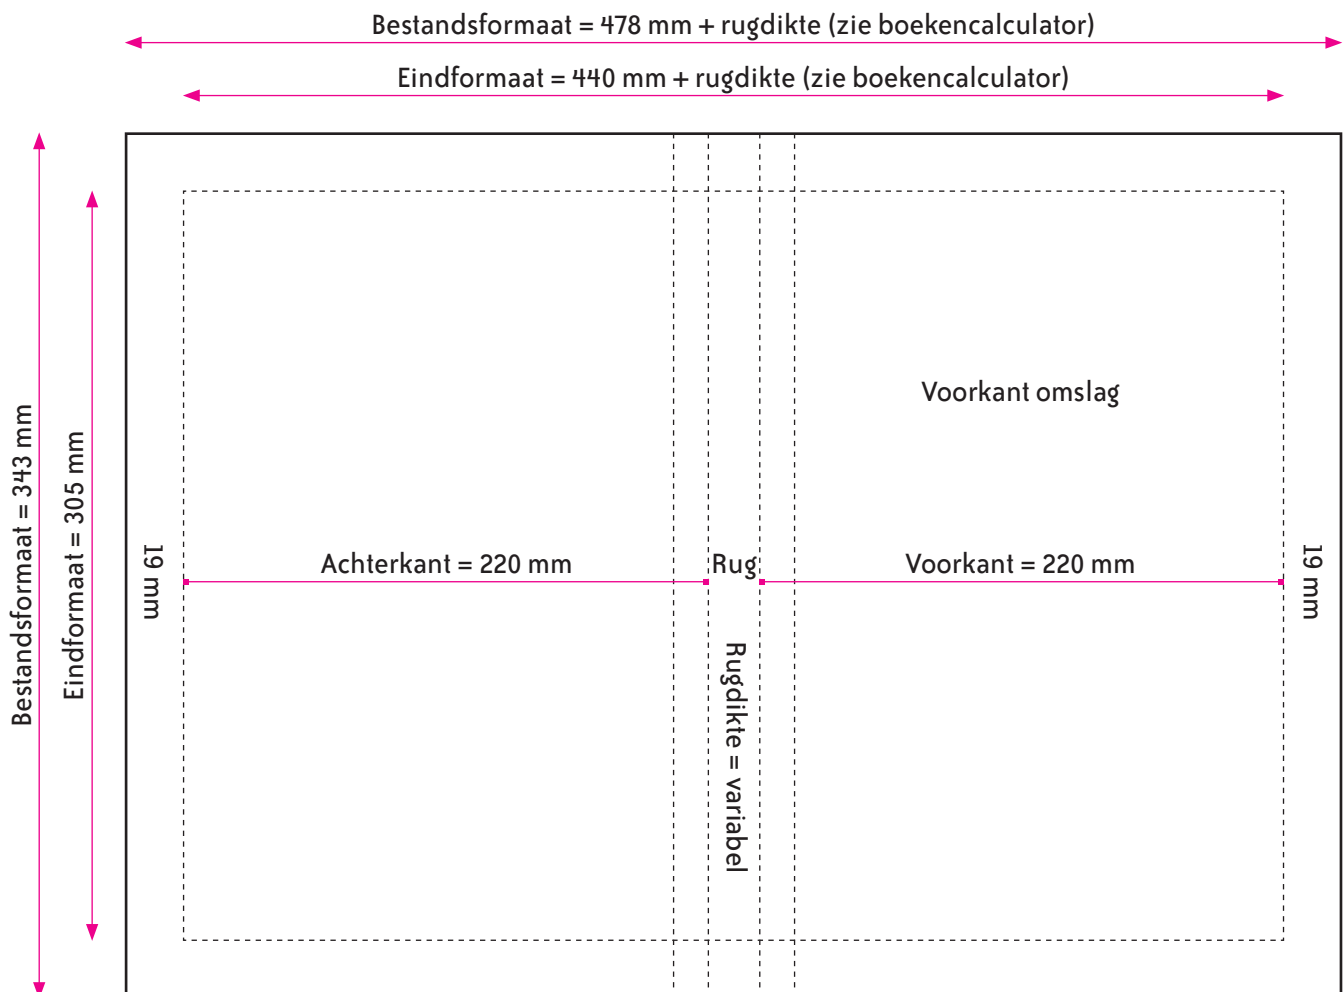 Bestandsformaat = 478 mm + rugdikte (zie boekencalculator)
Eindformaat = 440 mm + rugdikte (zie boekencalculator)
Voorkant omslag
Bestandsformaat = 343 mm
Eindformaat = 305 mm
19 mm
Achterkant = 220 mm
Rug
Voorkant = 220 mm
19 mm
Rugdikte = variabel